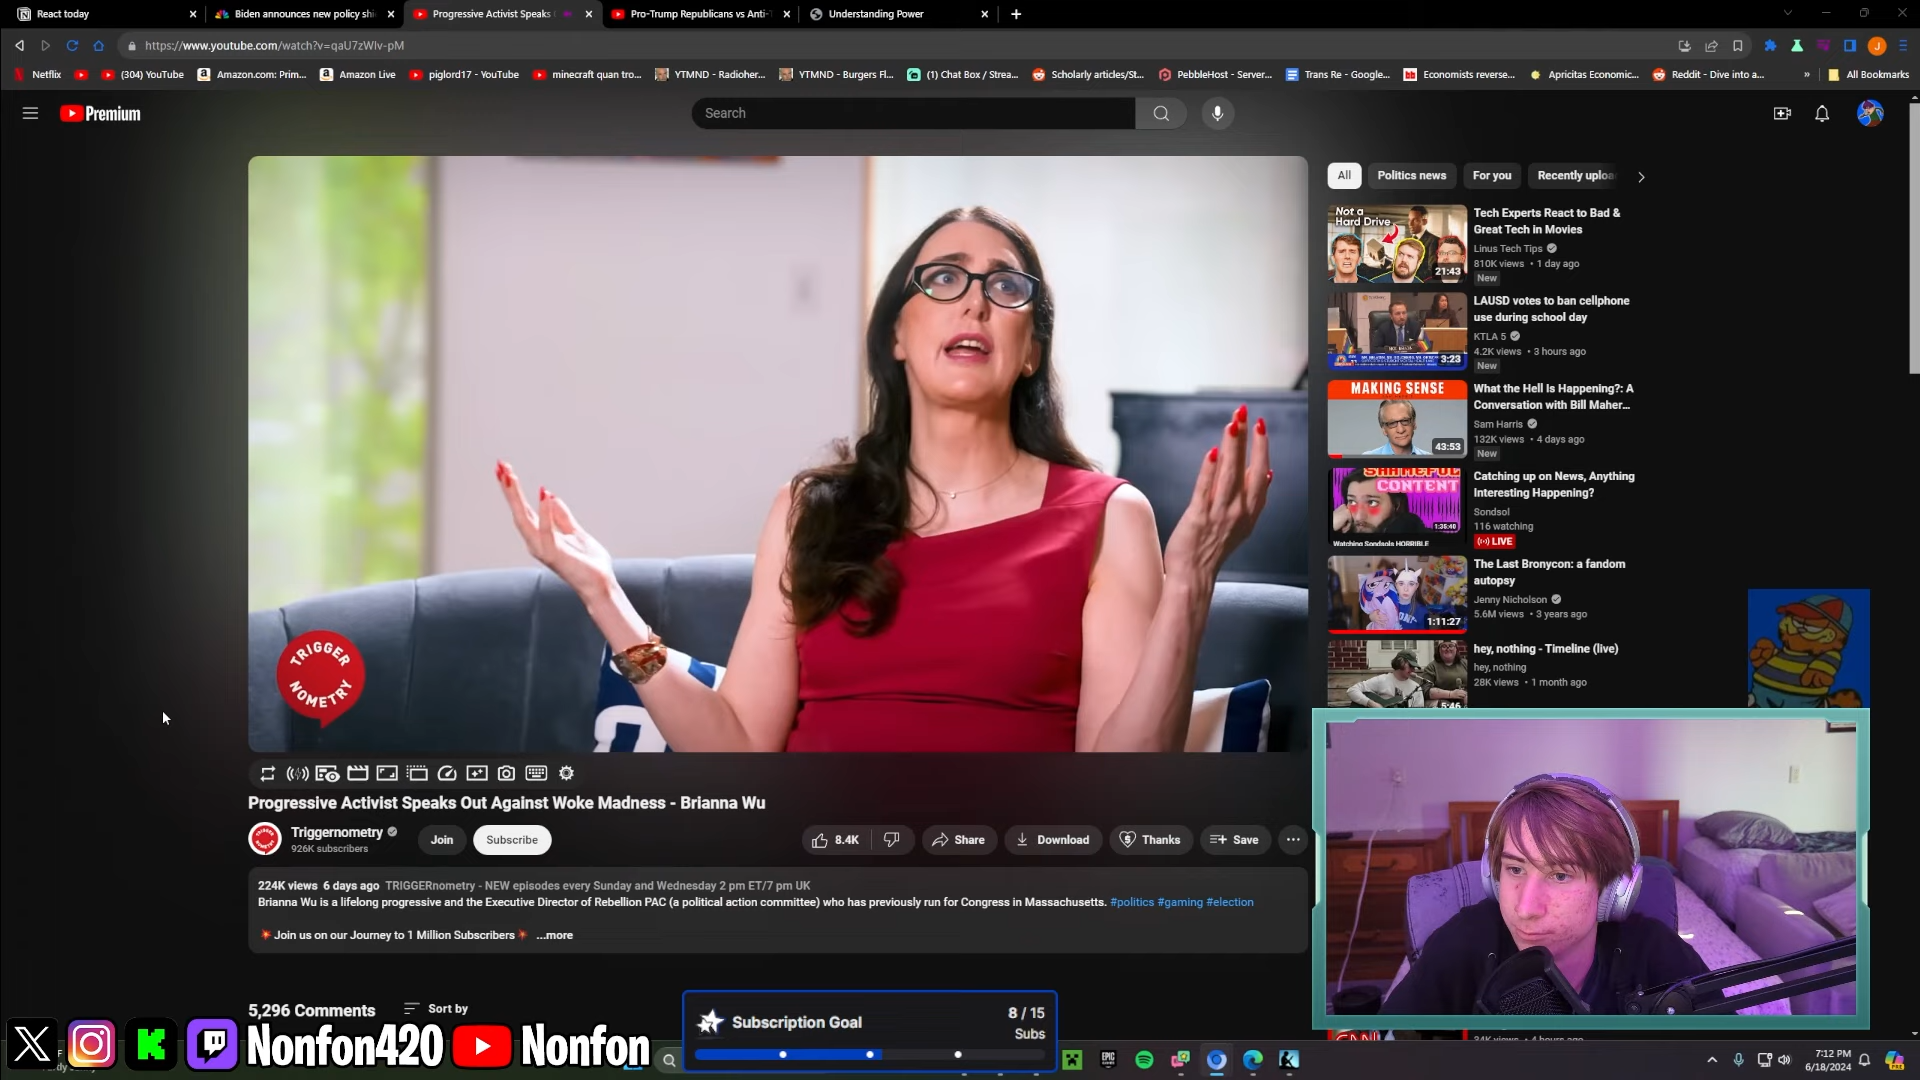 React today
Biden announces new policy shi
Progressive Activist Speaks
Pro-Trump Republicans vs Anti-T
Understanding Power
https://www.youtube.com/watch?v=qaU7zWlv-pM
J
Netflix
(304) YouTube
Amazon.com: Prim...
Amazon Live
piglord17 - YouTube
minecraft quan tro...
YTMND - Radioher...
YTMND - Burgers Fl...
(1) Chat Box / Strea...
Scholarly articles/St...
PebbleHost - Server...
Trans Re - Google...
Economists reverse...
Apricitas Economic...
Reddit - Dive into a...
All Bookmarks
Premium
Search
TRIGGER
NOMETRY
Progressive Activist Speaks Out Against Woke Madness - Brianna Wu
Triggernometry
926K subscribers
Join
Subscribe
8.4K
Share
Download
Thanks
Save
224K views 6 days ago TRIGGERnometry - NEW episodes every Sunday and Wednesday 2 pm ET/7 pm UK
Brianna Wu is a lifelong progressive and the Executive Director of Rebellion PAC (a political action committee) who has previously run for Congress in Massachusetts. #politics #gaming #election
Join us on our Journey to 1 Million Subscribers ...more
5,296 Comments
Sort by
All
Politics news
For you
Recently uploa
Not a
Hard Drive
21:43
Tech Experts React to Bad &
Great Tech in Movies
Linus Tech Tips
810K views • 1 day ago
New
3:23
LAUSD votes to ban cellphone
use during school day
KTLA 5
4.2K views • 3 hours ago
New
MAKING SENSE
43:53
What the Hell Is Happening?: A
Conversation with Bill Maher...
Sam Harris
132K views • 4 days ago
New
SHAMEFUL
CONTENT
1:35:40
Watching Sondsols HORRIBLE
Catching up on News, Anything
Interesting Happening?
Sondsol
116 watching
LIVE
1:11:27
The Last Bronycon: a fandom
autopsy
Jenny Nicholson
5.6M views • 3 years ago
5:46
hey, nothing - Timeline (live)
hey, nothing
28K views • 1 month ago
Nonfon420
Nonfon
Subscription Goal
8 / 15
Subs
EPIC
7:12 PM
6/18/2024